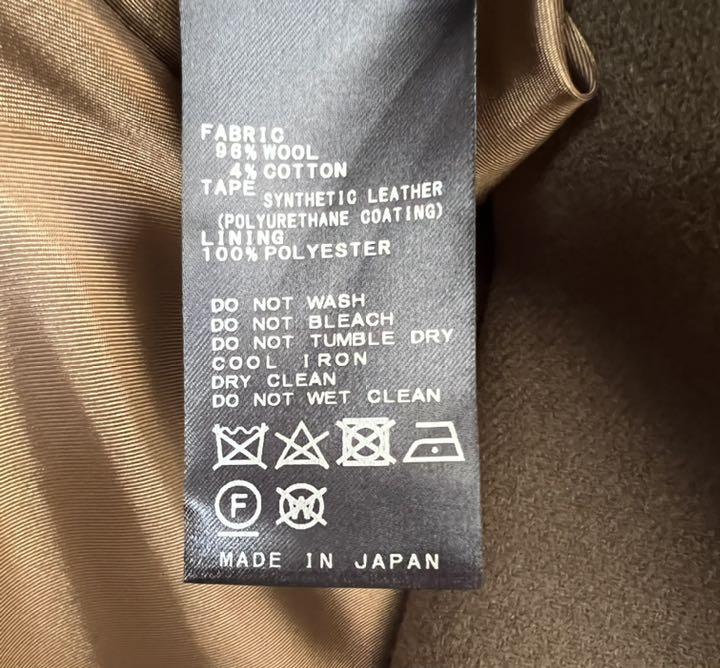 FABRIC
96% WOOL
4% COTTON
TAPE SYNTHETIC LEATHER
(POLYURETHANE COATING)
LINING
100% POLYESTER
DO NOT WASH
DO NOT BLEACH
DO NOT TUMBLE DRY
COOL IRON
DRY CLEAN
DO NOT WET CLEAN
F W
MADE IN JAPAN